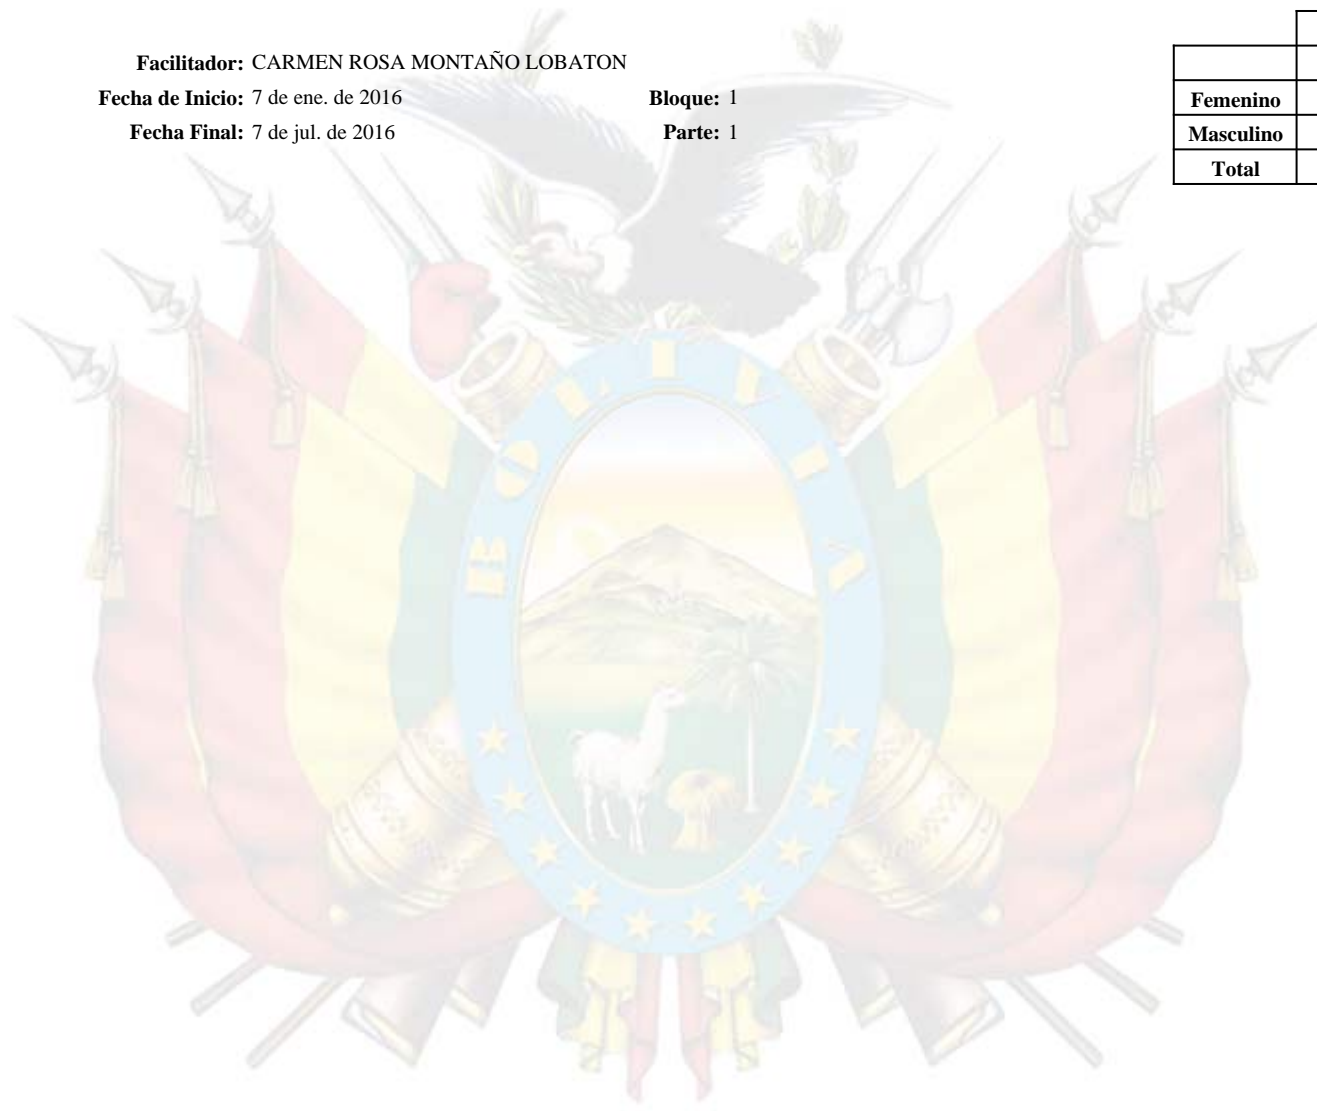 Facilitador: CARMEN ROSA MONTAÑO LOBATON
Fecha de Inicio: 7 de ene. de 2016 Bloque: 1
Fecha Final: 7 de jul. de 2016 Parte: 1
Femenino
Masculino
Total
BOLIVIA